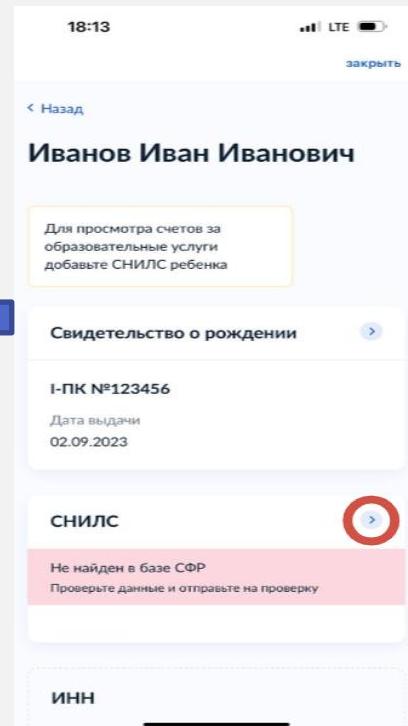 18:13 LTE
закрыть
Назад
Иванов Иван Иванович
Для просмотра счетов за
образовательные услуги
добавьте СНИЛС ребенка
Свидетельство о рождении
I-ПК №123456
Дата выдачи
02.09.2023
СНИЛС
Не найден в базе СФР
Проверьте данные и отправьте на проверку
ИНН